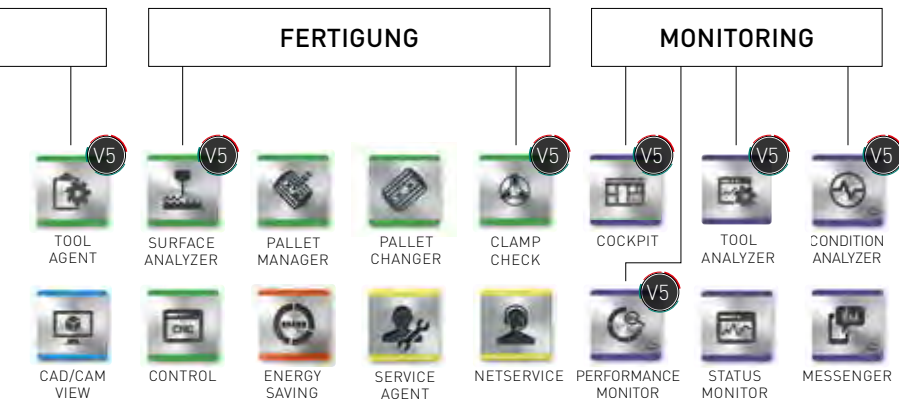 FERTIGUNG
MONITORING
V5
V5
V5
V5
V5
V5
TOOL
AGENT
SURFACE
ANALYZER
PALLET
MANAGER
PALLET
CHANGER
CLAMP
CHECK
COCKPIT
TOOL
ANALYZER
CONDITION
ANALYZER
V5
CNC
CAD/CAM
VIEW
CONTROL
ENERGY
SAVING
SERVICE
AGENT
NETSERVICE
PERFORMANCE
MONITOR
STATUS
MONITOR
MESSENGER